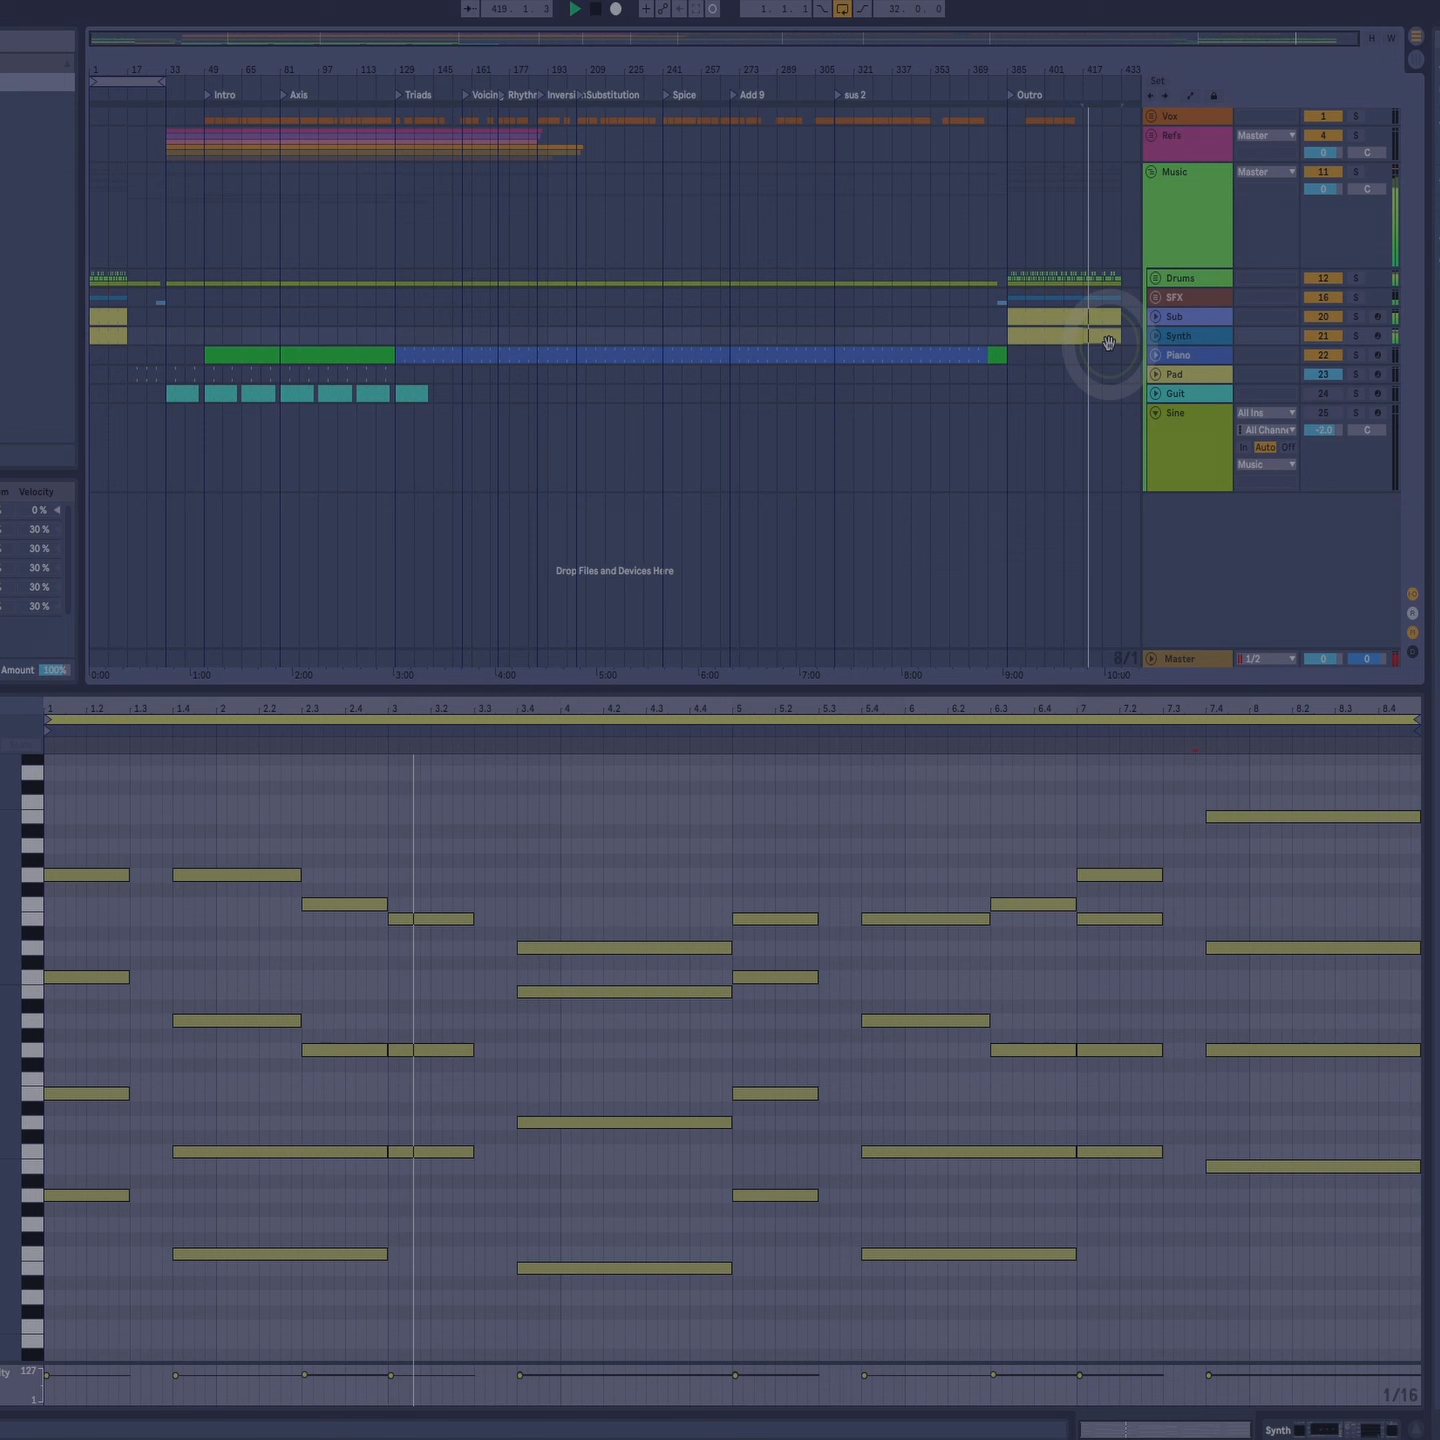 419. 1. 3
1. 1. 1
32. 0. 0
H W
1 17 33 49 65 81 97 113 129 145 161 177 193 209 225 241 257 273 289 305 321 337 353 369 385 401 417 433
Set
Intro Axis Triads Voicing Rhythm Inversi Substitution Spice Add 9 sus 2 Outro
Vox 1 S
Refs Master 4 S
0 C
Music Master 11 S
0 C
Drums 12 S
SFX 16 S
Sub 20 S
Synth 21 S
Piano 22 S
Pad 23 S
Guit 24 S
Sine All Ins 25 S
All Channe -2.0 C
In Auto Off
Music
m Velocity
0 %
30 %
30 %
30 %
30 %
30 %
Amount 100%
Drop Files and Devices Here
8/1
Master 1/2 0 0
0:00 1:00 2:00 3:00 4:00 5:00 6:00 7:00 8:00 9:00 10:00
1 1.2 1.3 1.4 2 2.2 2.3 2.4 3 3.2 3.3 3.4 4 4.2 4.3 4.4 5 5.2 5.3 5.4 6 6.2 6.3 6.4 7 7.2 7.3 7.4 8 8.2 8.3 8.4
ity 127
1
1/16
Synth